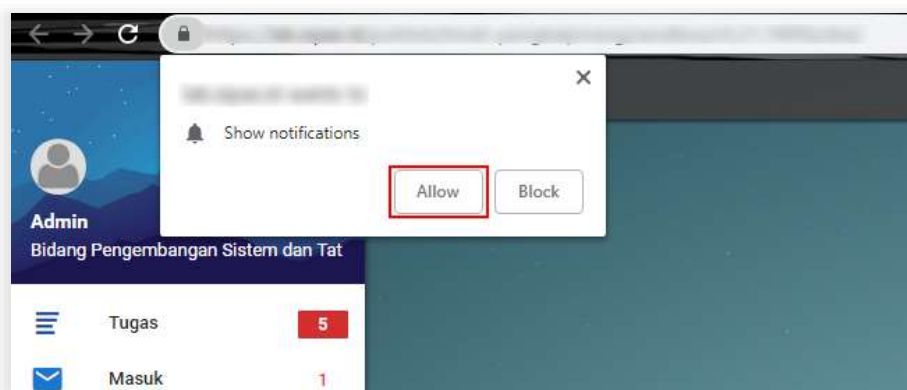 Show notifications
Allow
Block
Admin
Bidang Pengembangan Sistem dan Tat
Tugas
5
Masuk
1